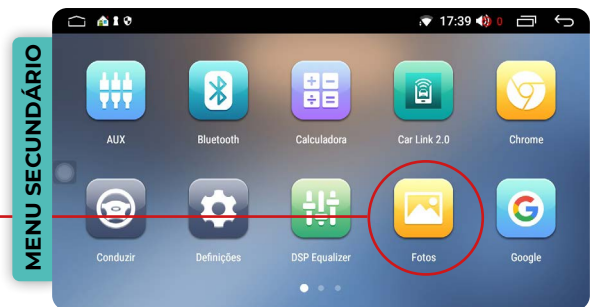 MENU SECUNDÁRIO
17:39 0
AUX
Bluetooth
Calculadora
Car Link 2.0
Chrome
Conduzir
Definições
DSP Equalizer
Fotos
Google